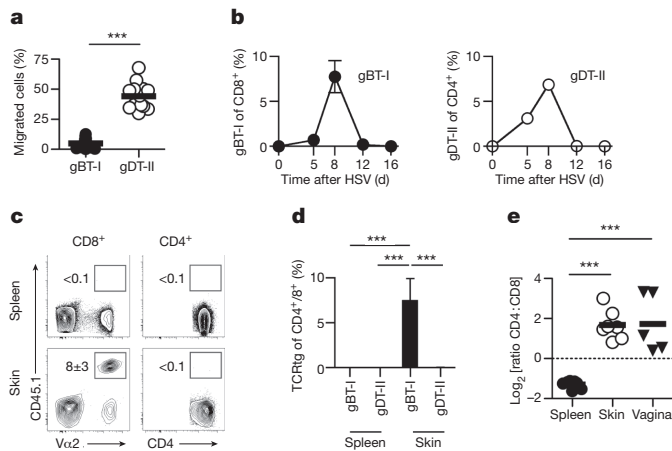 a
***
Migrated cells (%)
75
50
25
0
gBT-I gDT-II
b
gBT-I of CD8⁺ (%)
10
5
0
gBT-I
0 5 8 12 16
Time after HSV (d)
gDT-II of CD4⁺ (%)
10
5
0
gDT-II
0 5 8 12 16
Time after HSV (d)
c
CD8⁺ CD4⁺
Spleen
<0.1 <0.1
Skin
8±3 <0.1
CD45.1
Vα2 CD4
d
***
*** ***
TCRtg of CD4⁺/8⁺ (%)
10
5
0
gBT-I gDT-II gBT-I gDT-II
Spleen Skin
e
***
***
Log₂ [ratio CD4:CD8]
4
2
0
−2
Spleen Skin Vagina